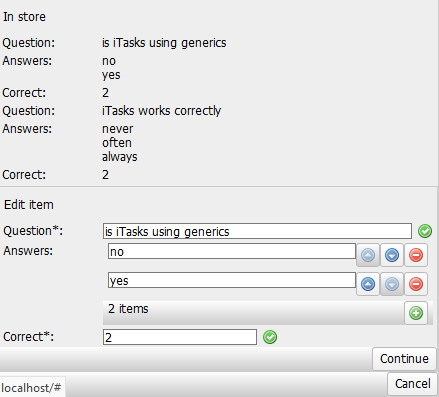 In store
Question: is iTasks using generics
Answers: no
yes
Correct: 2
Question: iTasks works correctly
Answers: never
often
always
Correct: 2
Edit item
Question*: is iTasks using generics
Answers: no
yes
2 items
Correct*: 2
Continue
localhost/# Cancel